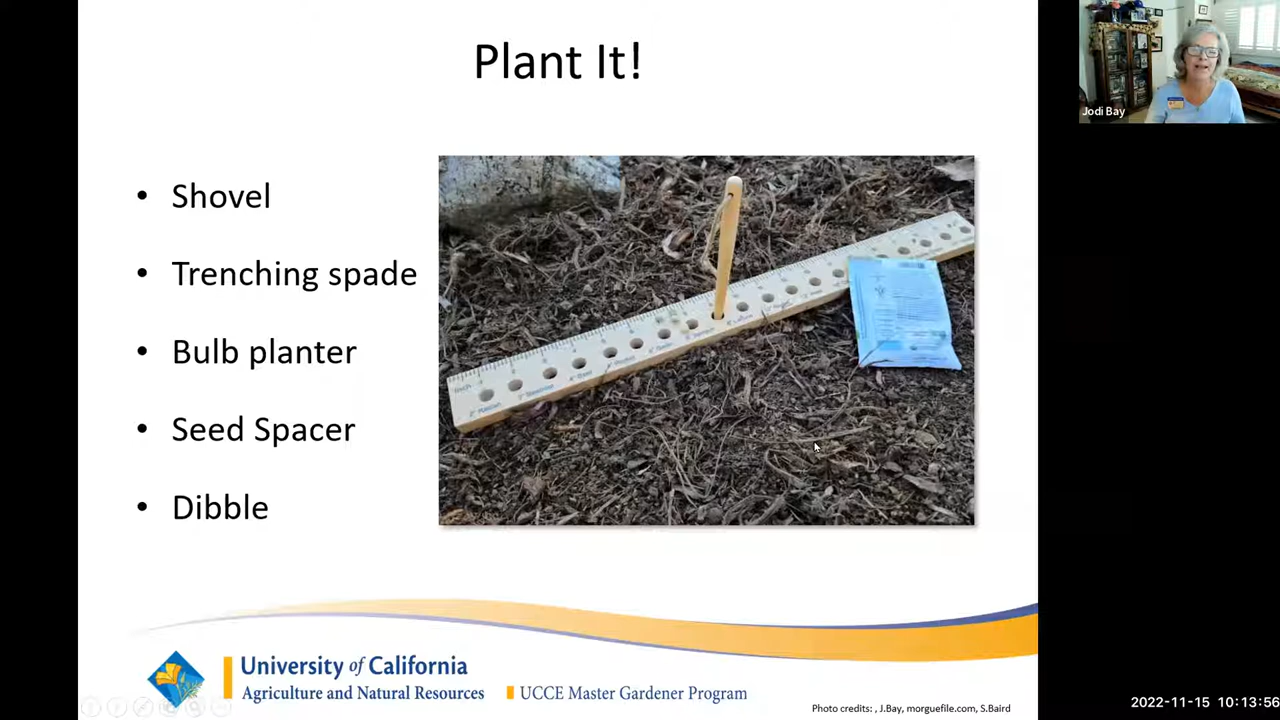 Plant It!
Jodi Bay
• Shovel
• Trenching spade
• Bulb planter
• Seed Spacer
• Dibble
University of California
Agriculture and Natural Resources
UCCE Master Gardener Program
Photo credits: , J.Bay, morguefile.com, S.Baird
2022-11-15 10:13:56